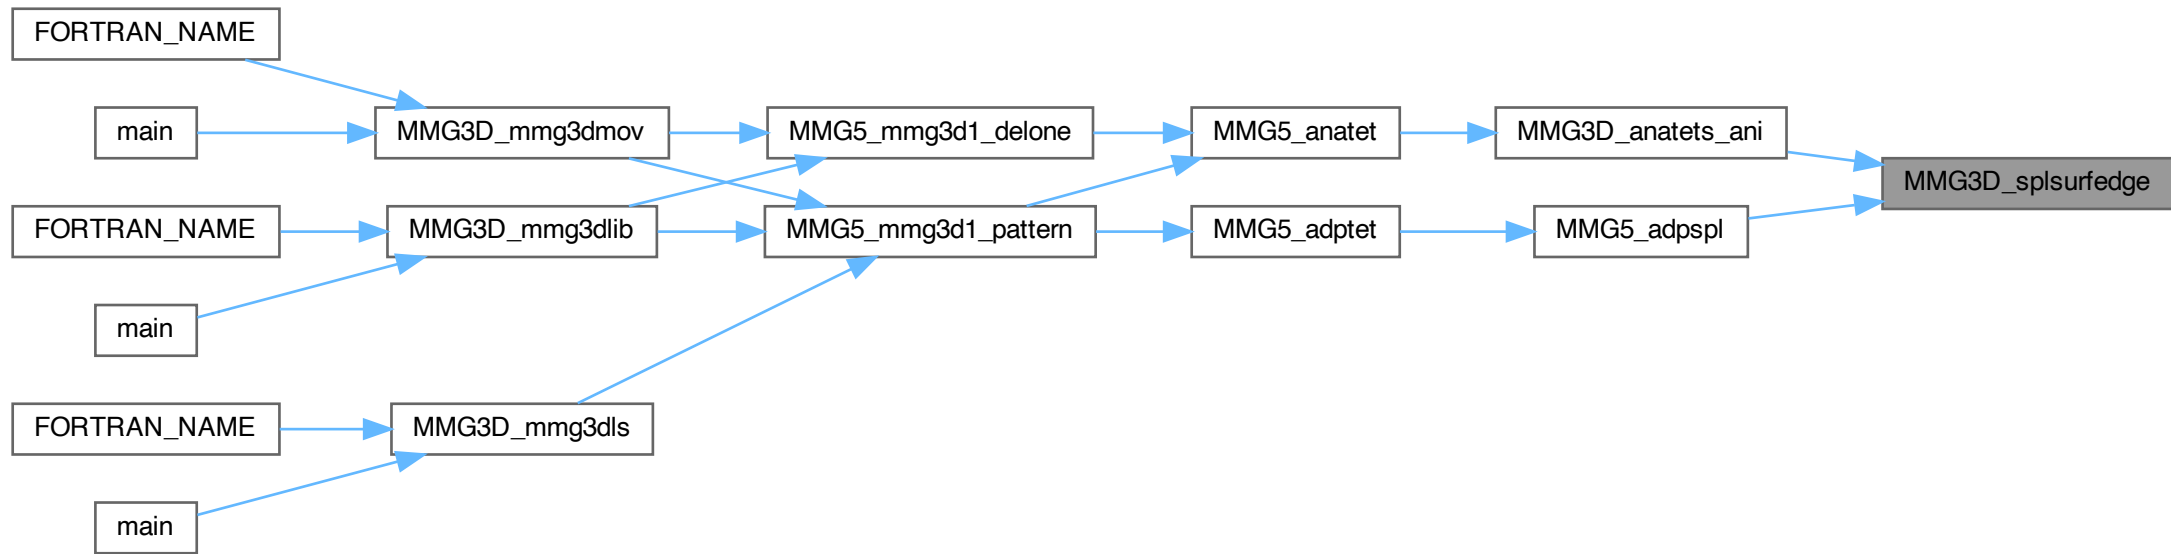 FORTRAN_NAME
main
MMG3D_mmg3dmov
MMG5_mmg3d1_delone
MMG5_anatet
MMG3D_anatets_ani
MMG3D_splsurfedge
FORTRAN_NAME
MMG3D_mmg3dlib
MMG5_mmg3d1_pattern
MMG5_adptet
MMG5_adpspl
main
FORTRAN_NAME
MMG3D_mmg3dls
main